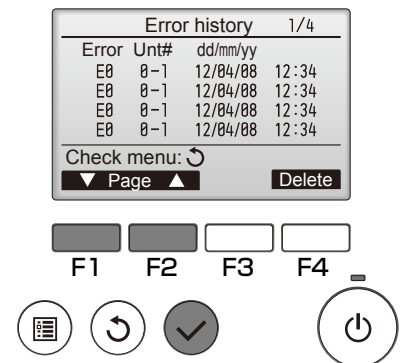 Error history 1/4
Error Unt# dd/mm/yy
E0 0-1 12/04/08 12:34
E0 0-1 12/04/08 12:34
E0 0-1 12/04/08 12:34
E0 0-1 12/04/08 12:34
Check menu:
▼ Page ▲ Delete
F1 F2 F3 F4